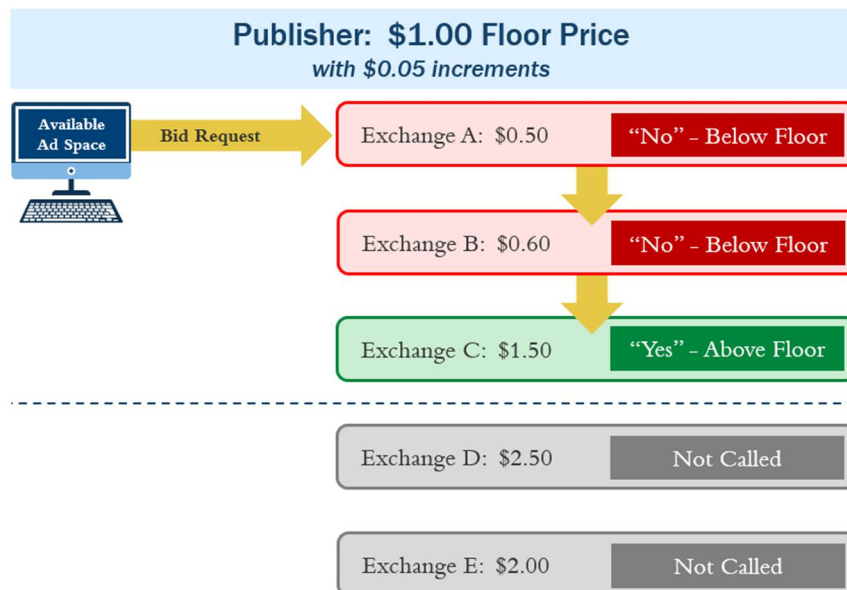 Publisher: $1.00 Floor Price
with $0.05 increments
Available
Ad Space
Bid Request
Exchange A: $0.50
“No” - Below Floor
Exchange B: $0.60
“No” - Below Floor
Exchange C: $1.50
“Yes” - Above Floor
Exchange D: $2.50
Not Called
Exchange E: $2.00
Not Called